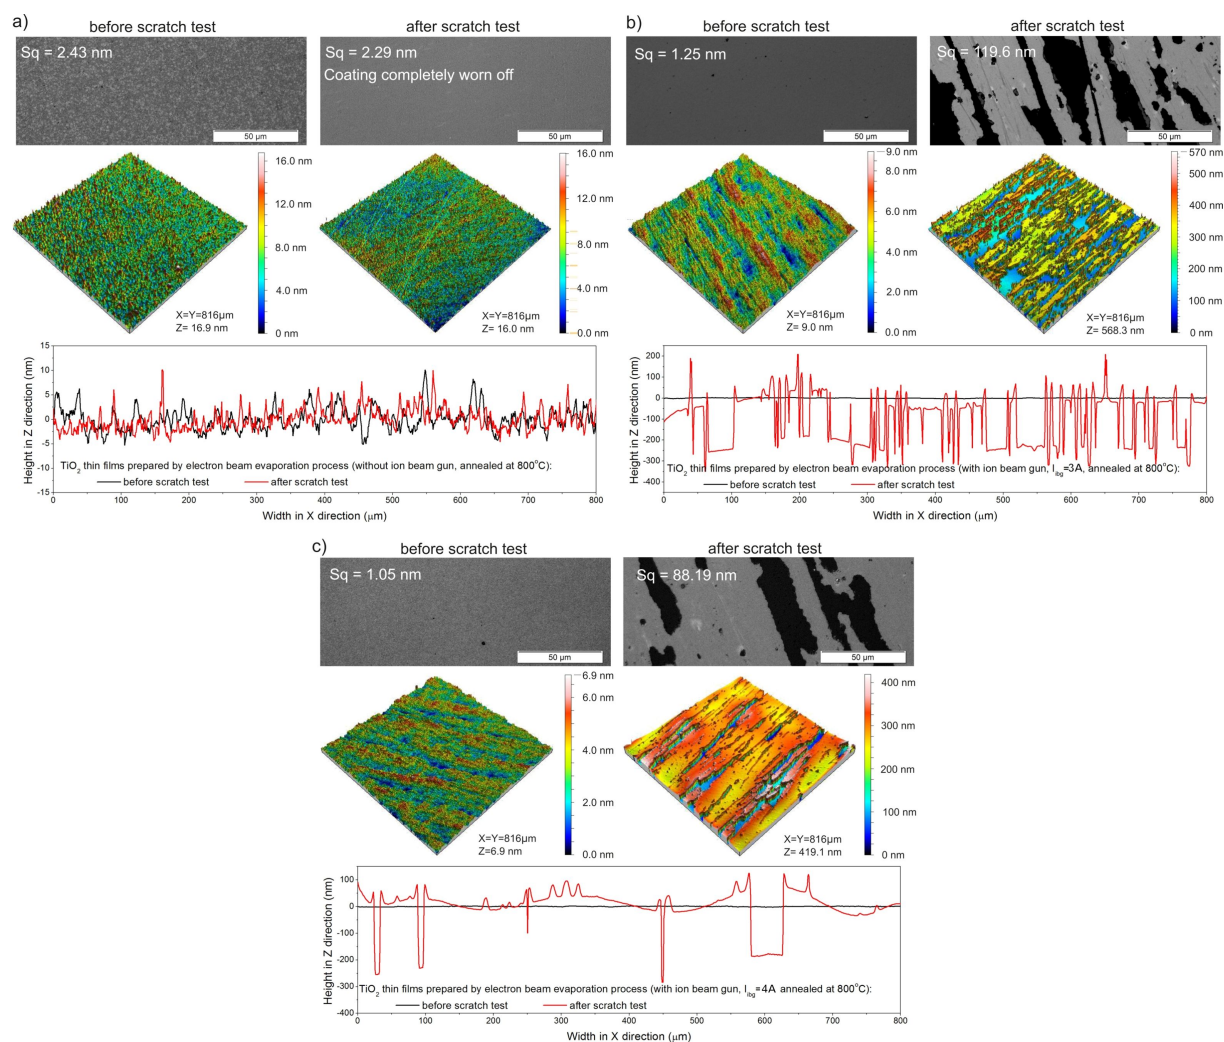 a)
before scratch test
after scratch test
Sq = 2.43 nm
50 µm
Sq = 2.29 nm
Coating completely worn off
50 µm
16.0 nm
12.0 nm
8.0 nm
4.0 nm
0 nm
X=Y=816µm
Z= 16.9 nm
16.0 nm
12.0 nm
8.0 nm
4.0 nm
0.0 nm
X=Y=816µm
Z= 16.0 nm
Height in Z direction (nm)
15
10
5
0
-5
-10
-15
TiO2 thin films prepared by electron beam evaporation process (without ion beam gun, annealed at 800°C):
before scratch test
after scratch test
0 100 200 300 400 500 600 700 800
Width in X direction (µm)
b)
before scratch test
after scratch test
Sq = 1.25 nm
50 µm
Sq = 119.6 nm
50 µm
9.0 nm
8.0 nm
6.0 nm
4.0 nm
2.0 nm
0.0 nm
X=Y=816µm
Z= 9.0 nm
570 nm
500 nm
400 nm
300 nm
200 nm
100 nm
0 nm
X=Y=816µm
Z= 568.3 nm
Height in Z direction (nm)
200
100
0
-100
-200
-300
-400
TiO2 thin films prepared by electron beam evaporation process (with ion beam gun, Iibg=3A, annealed at 800°C):
before scratch test
after scratch test
0 100 200 300 400 500 600 700 800
Width in X direction (µm)
c)
before scratch test
after scratch test
Sq = 1.05 nm
50 µm
Sq = 88.19 nm
50 µm
6.9 nm
6.0 nm
4.0 nm
2.0 nm
0.0 nm
X=Y=816µm
Z=6.9 nm
400 nm
300 nm
200 nm
100 nm
0 nm
X=Y=816µm
Z= 419.1 nm
Height in Z direction (nm)
100
0
-100
-200
-300
-400
TiO2 thin films prepared by electron beam evaporation process (with ion beam gun, Iibg=4A annealed at 800°C):
before scratch test
after scratch test
0 100 200 300 400 500 600 700 800
Width in X direction (µm)